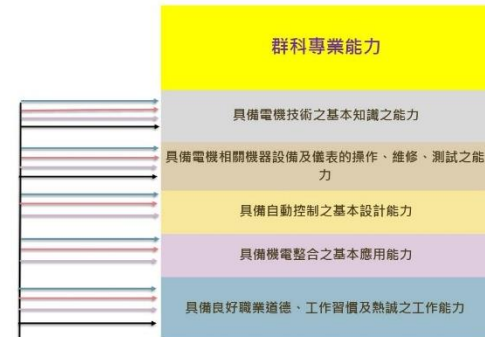 群科專業能力
具備電機技術之基本知識之能力
具備電機相關機器設備及儀表的操作、維修、測試之能
力
具備自動控制之基本設計能力
具備機電整合之基本應用能力
具備良好職業道德、工作習慣及熱誠之工作能力